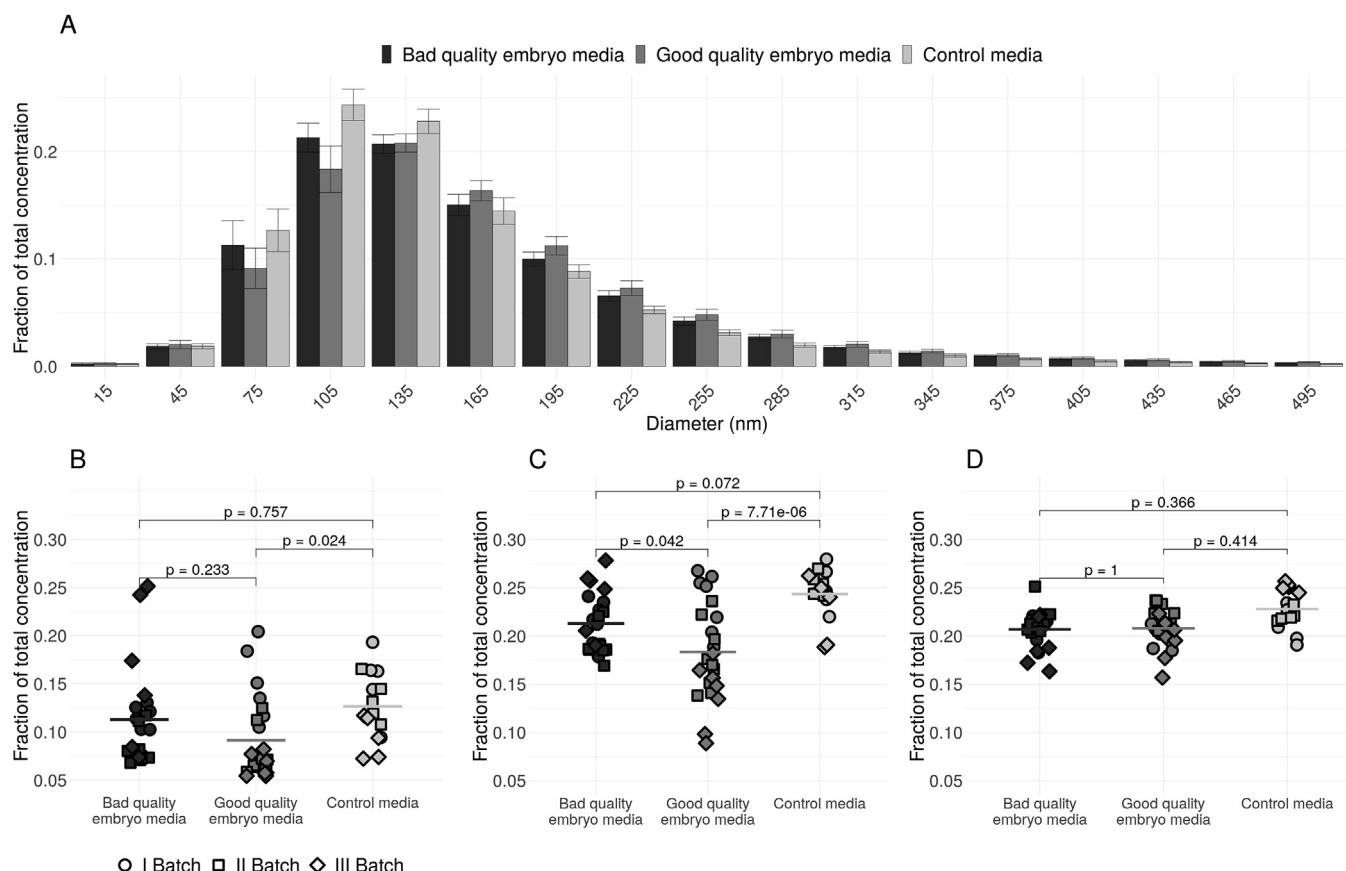 A
Bad quality embryo media Good quality embryo media Control media
Fraction of total concentration
0.2
0.1
0.0
15 45 75 105 135 165 195 225 255 285 315 345 375 405 435 465 495
Diameter (nm)
B
Fraction of total concentration
p = 0.757
p = 0.024
p = 0.233
0.30
0.25
0.20
0.15
0.10
0.05
Bad quality embryo media
Good quality embryo media
Control media
C
Fraction of total concentration
p = 0.072
p = 7.71e-06
p = 0.042
0.30
0.25
0.20
0.15
0.10
0.05
Bad quality embryo media
Good quality embryo media
Control media
D
Fraction of total concentration
p = 0.366
p = 0.414
p = 1
0.30
0.25
0.20
0.15
0.10
0.05
Bad quality embryo media
Good quality embryo media
Control media
I Batch II Batch III Batch